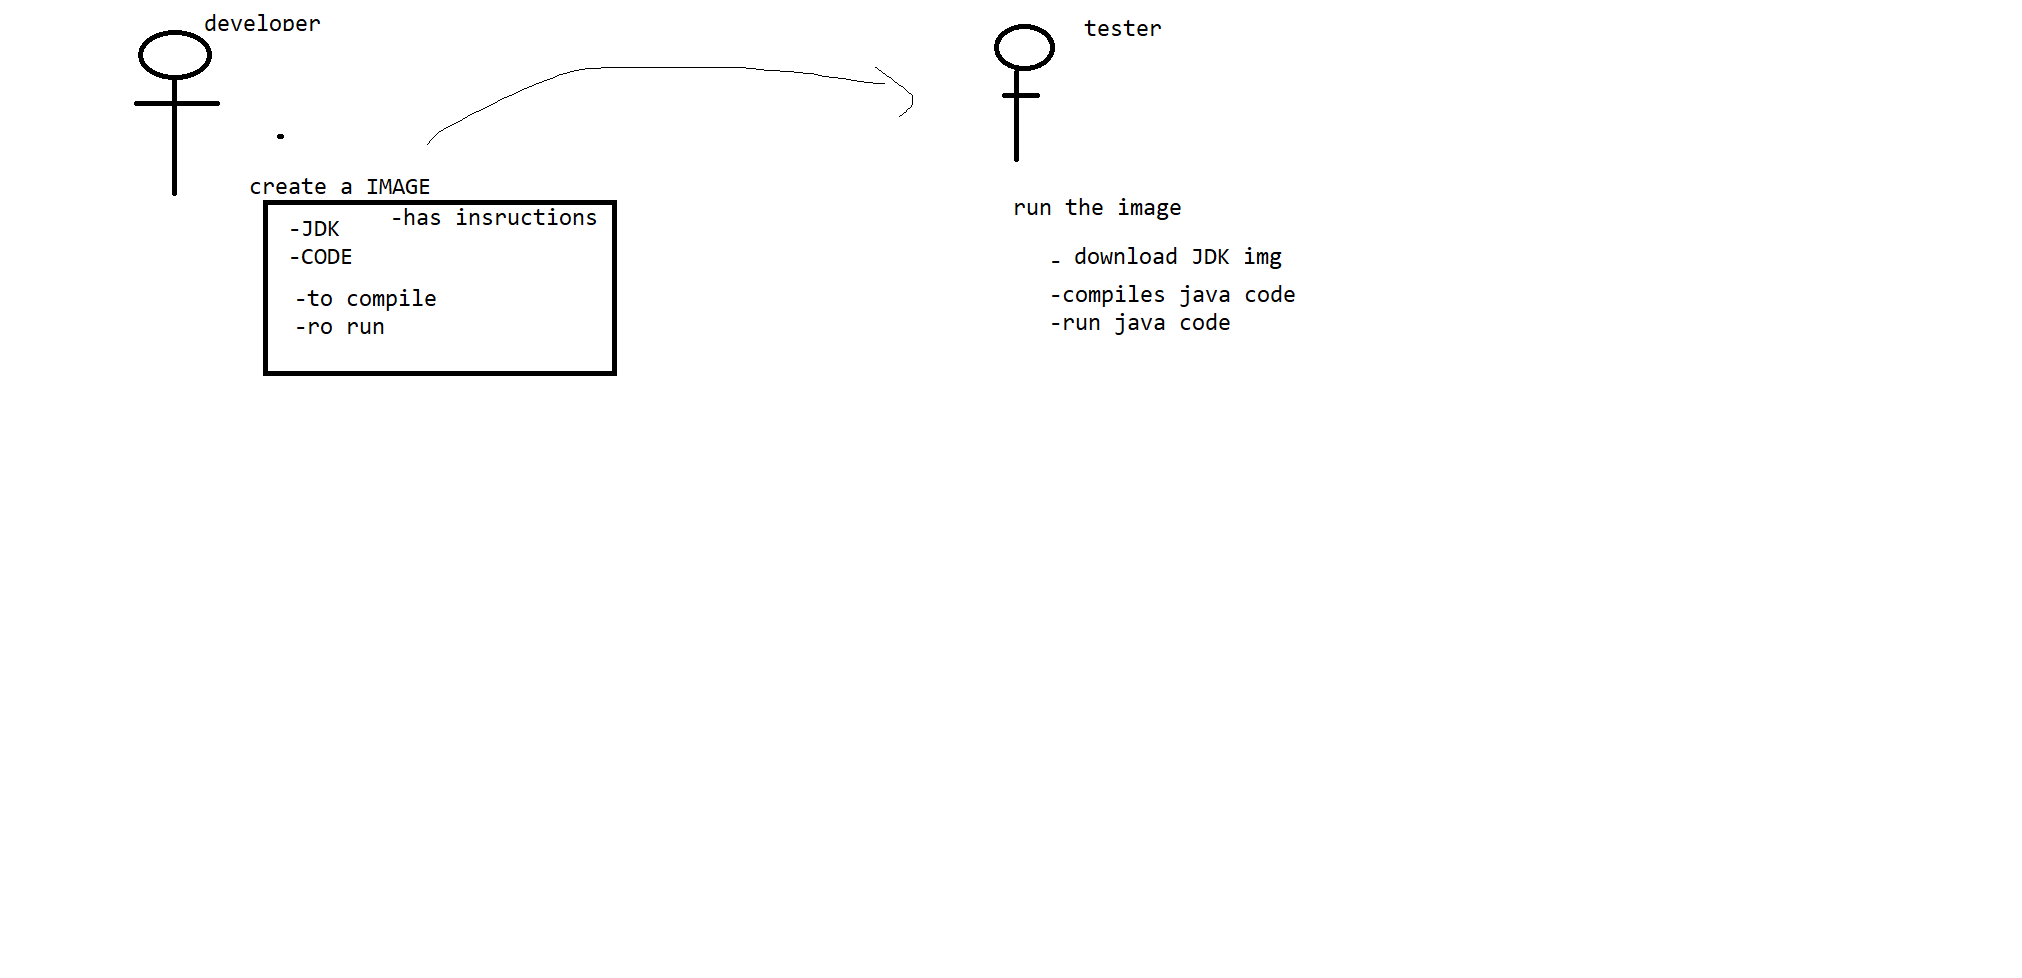 developer
tester
create a IMAGE
-has insructions
-JDK
-CODE
-to compile
-ro run
run the image
- download JDK img
-compiles java code
-run java code